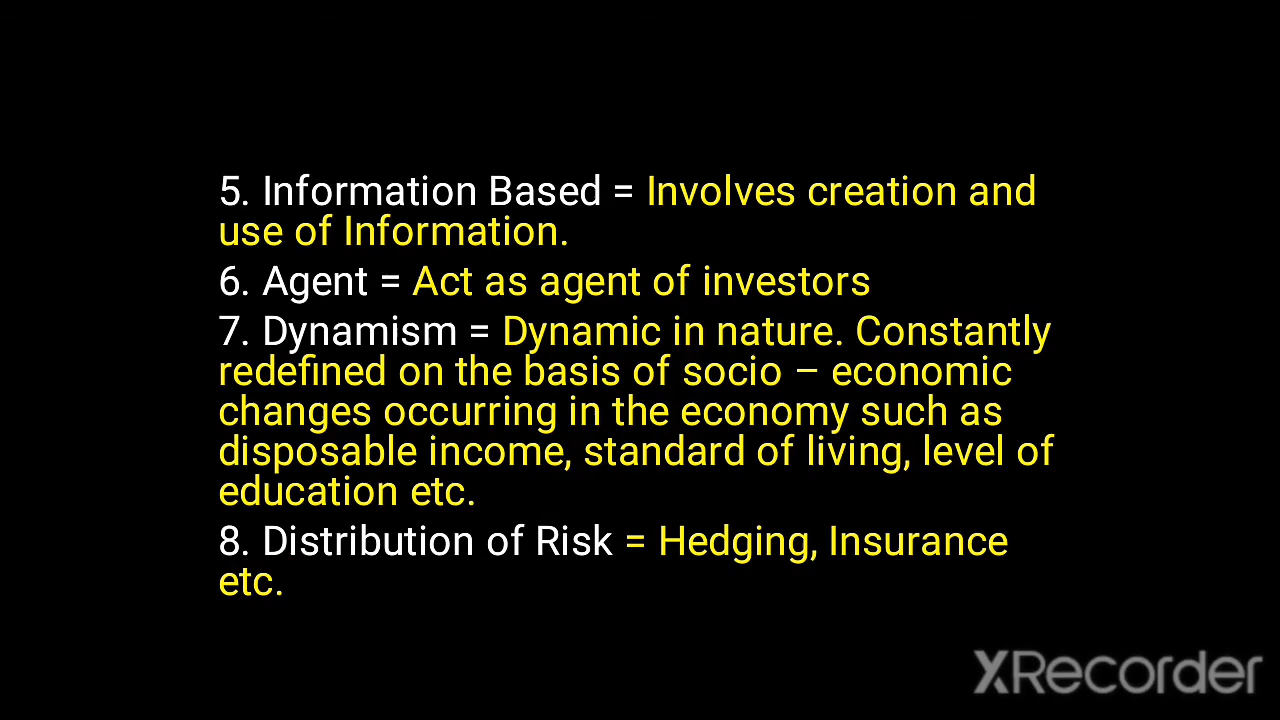 5. Information Based = Involves creation and
use of Information.
6. Agent = Act as agent of investors
7. Dynamism = Dynamic in nature. Constantly
redefined on the basis of socio – economic
changes occurring in the economy such as
disposable income, standard of living, level of
education etc.
8. Distribution of Risk = Hedging, Insurance
etc.
XRecorder